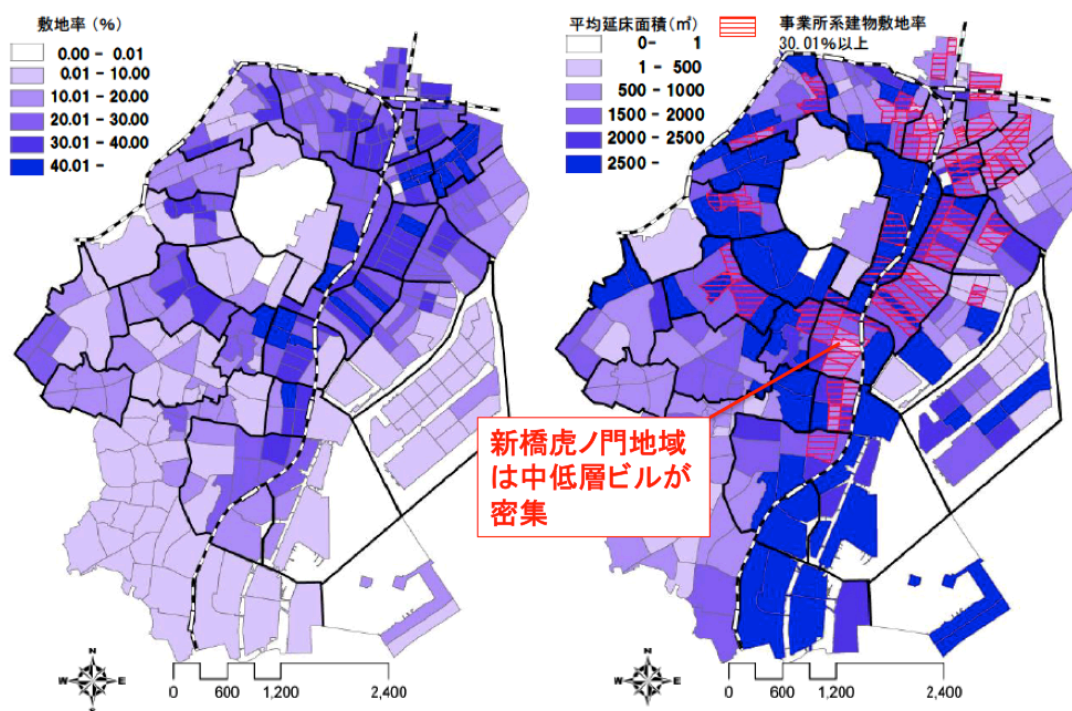 敷地率(%)
0.00 - 0.01
0.01 - 10.00
10.01 - 20.00
20.01 - 30.00
30.01 - 40.00
40.01 -
N
W E
S
0 600 1,200 2,400
平均延床面積(㎡)
0- 1
1 - 500
500 - 1000
1500 - 2000
2000 - 2500
2500 -
事業所系建物敷地率
30.01%以上
新橋虎ノ門地域
は中低層ビルが
密集
N
W E
S
0 600 1,200 2,400